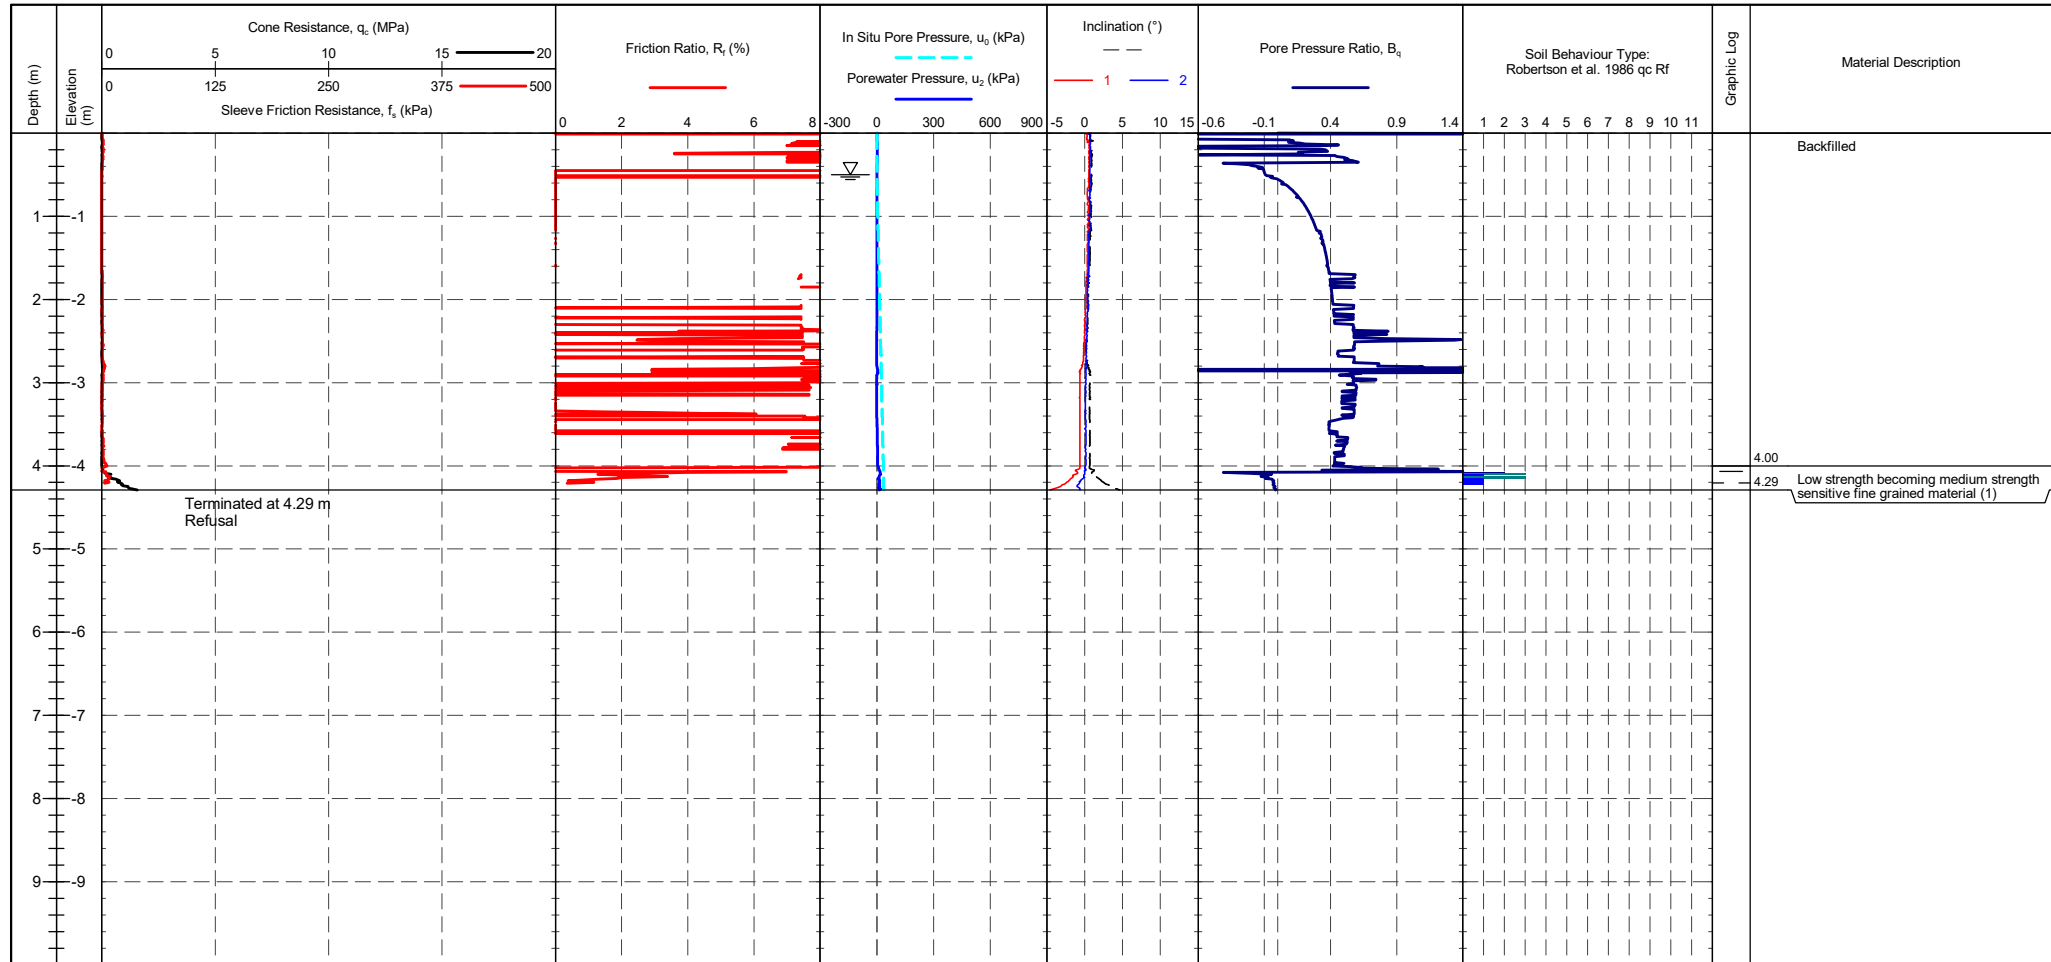 Depth (m)
Elevation (m)
Cone Resistance, qc (MPa)
0 5 10 15 20
0 125 250 375 500
Sleeve Friction Resistance, fs (kPa)
Friction Ratio, Rf (%)
0 2 4 6 8
In Situ Pore Pressure, u0 (kPa)
Porewater Pressure, u2 (kPa)
-300 0 300 600 900
Inclination (°)
1 2
-5 0 5 10 15
Pore Pressure Ratio, Bq
-0.6 -0.1 0.4 0.9 1.4
Soil Behaviour Type:
Robertson et al. 1986 qc Rf
1 2 3 4 5 6 7 8 9 10 11
Graphic Log
Material Description
Backfilled
1 -1
2 -2
3 -3
4 -4
4.00
4.29
Low strength becoming medium strength
sensitive fine grained material (1)
Terminated at 4.29 m
Refusal
5 -5
6 -6
7 -7
8 -8
9 -9